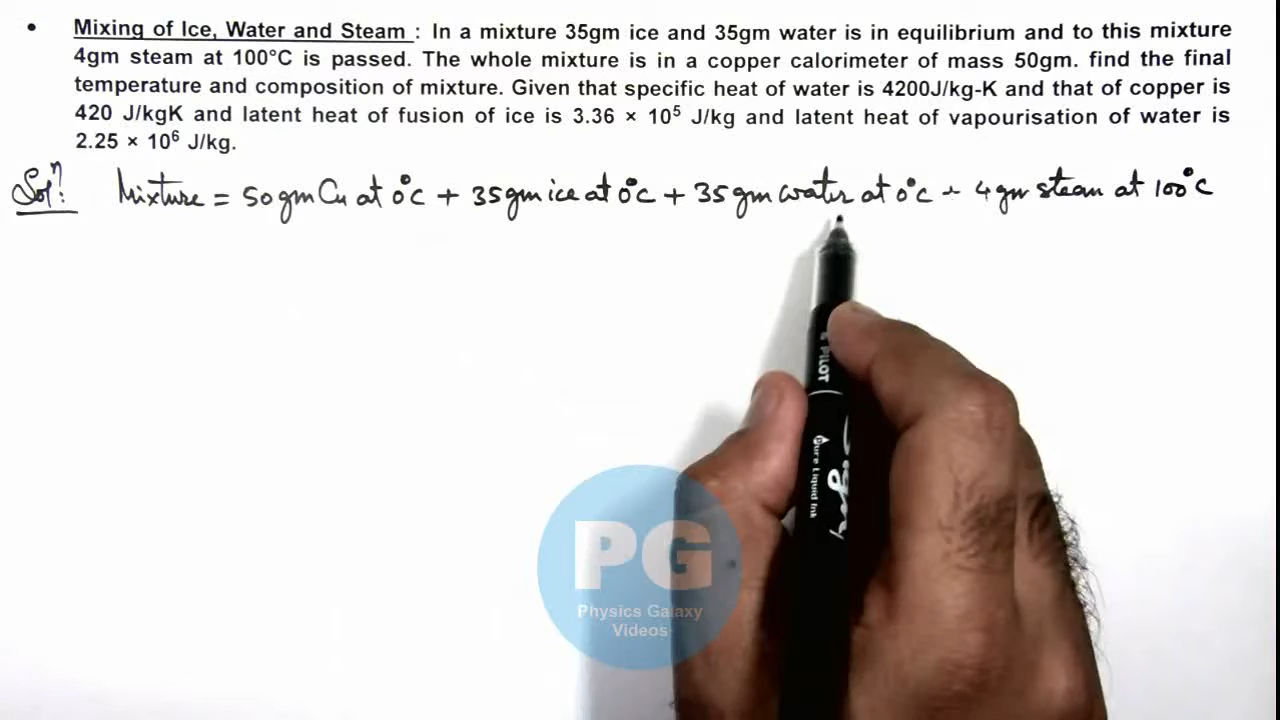 • Mixing of Ice, Water and Steam : In a mixture 35gm ice and 35gm water is in equilibrium and to this mixture
4gm steam at 100°C is passed. The whole mixture is in a copper calorimeter of mass 50gm. find the final
temperature and composition of mixture. Given that specific heat of water is 4200J/kg-K and that of copper is
420 J/kgK and latent heat of fusion of ice is 3.36 × 10⁵ J/kg and latent heat of vapourisation of water is
2.25 × 10⁶ J/kg.
Solⁿ: Mixture = 50gm Cu at 0°C + 35gm ice at 0°C + 35gm water at 0°C + 4gm steam at 100°C
PILOT
Pure Liquid Ink
PG
Physics Galaxy
Videos